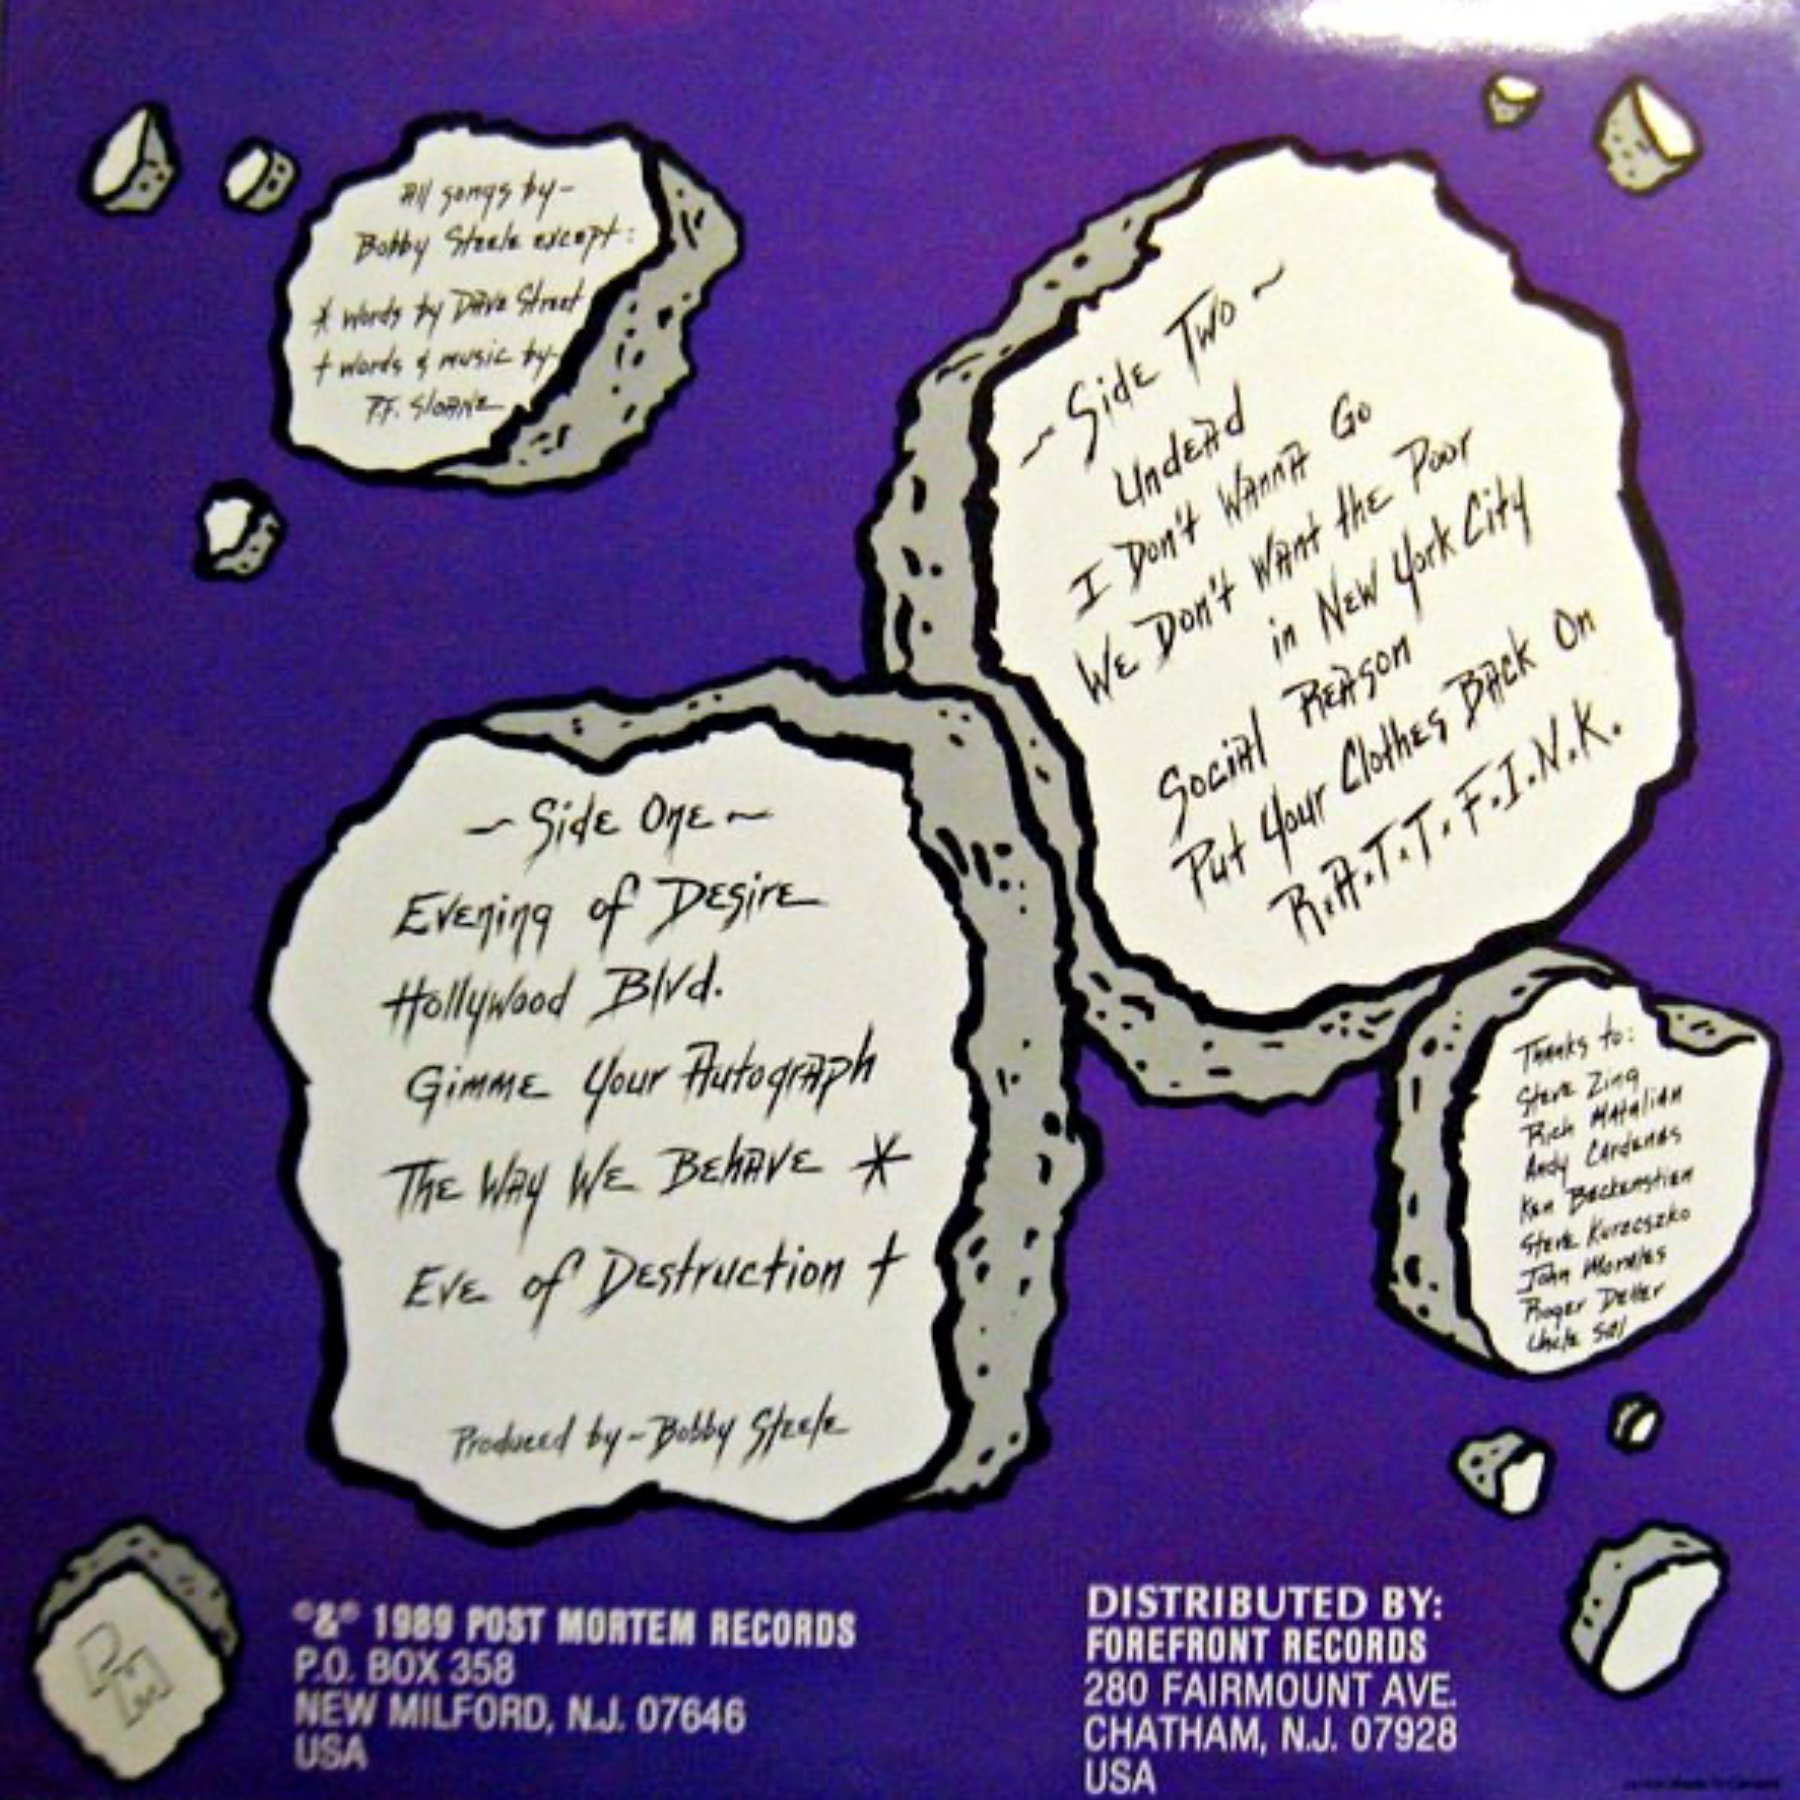 All songs by-
Bobby Steele except:
* words by Dave Street
† words & music by-
P.F. Sloane
~ Side Two ~
Undead
I Don't Wanna Go
We Don't Want the Poor
in New York City
Social Reason
Put Your Clothes Back On
R.A.T.T.F.I.N.K.
~ Side One ~
Evening of Desire
Hollywood Blvd.
Gimme Your Autograph
The Way We Behave *
Eve of Destruction †
Produced by - Bobby Steele
Thanks to:
Steve Zing
Rich Matalian
Andy Cardenas
Ken Beckenstien
Steve Kurecszko
John Morales
Roger Deller
Uncle Sal
©&℗ 1989 POST MORTEM RECORDS
P.O. BOX 358
NEW MILFORD, N.J. 07646
USA
DISTRIBUTED BY:
FOREFRONT RECORDS
280 FAIRMOUNT AVE.
CHATHAM, N.J. 07928
USA